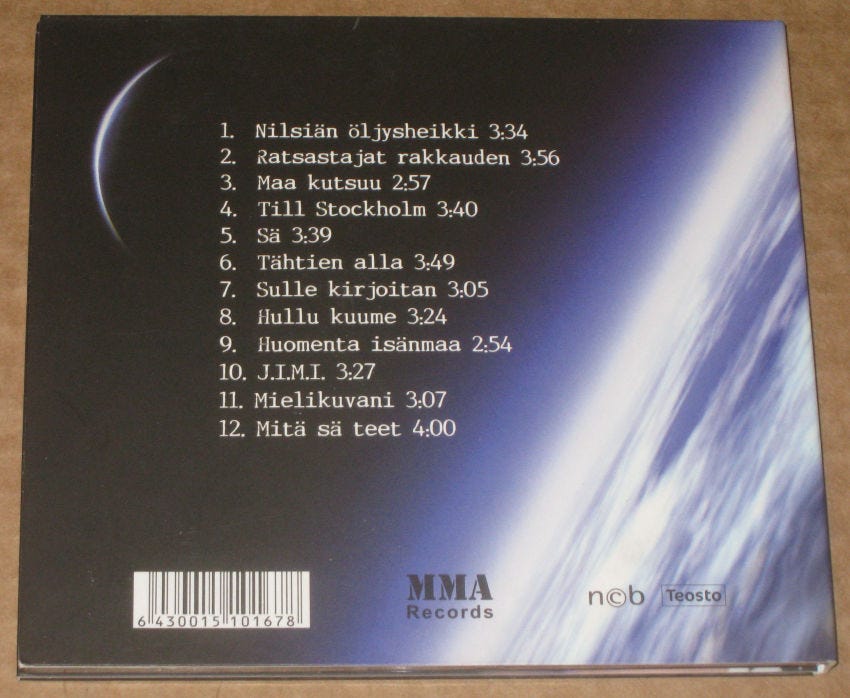 1. Nilsiän öljysheikki 3:34
2. Ratsastajat rakkauden 3:56
3. Maa kutsuu 2:57
4. Till Stockholm 3:40
5. Sä 3:39
6. Tähtien alla 3:49
7. Sulle kirjoitan 3:05
8. Hullu kuume 3:24
9. Huomenta isänmaa 2:54
10. J.I.M.I. 3:27
11. Mielikuvani 3:07
12. Mitä sä teet 4:00
6 430015 101678
MMA
Records
n©b Teosto